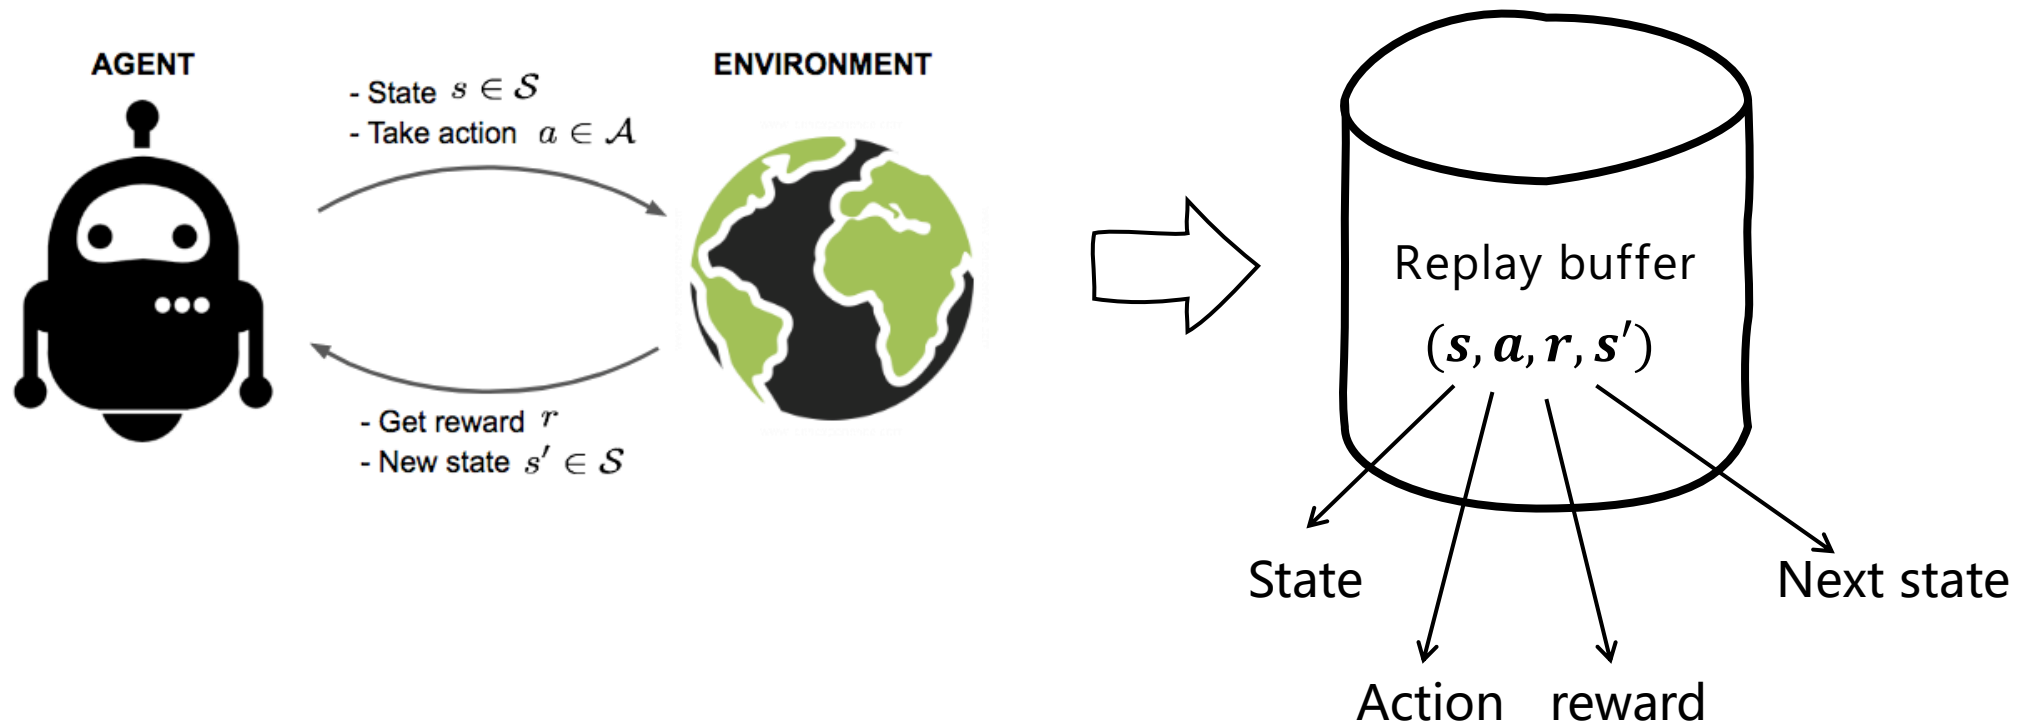 AGENT
- State s ∈ 𝒮
- Take action a ∈ 𝒜
ENVIRONMENT
- Get reward r
- New state s′ ∈ 𝒮
Replay buffer
(s, a, r, s′)
State
Next state
Action
reward